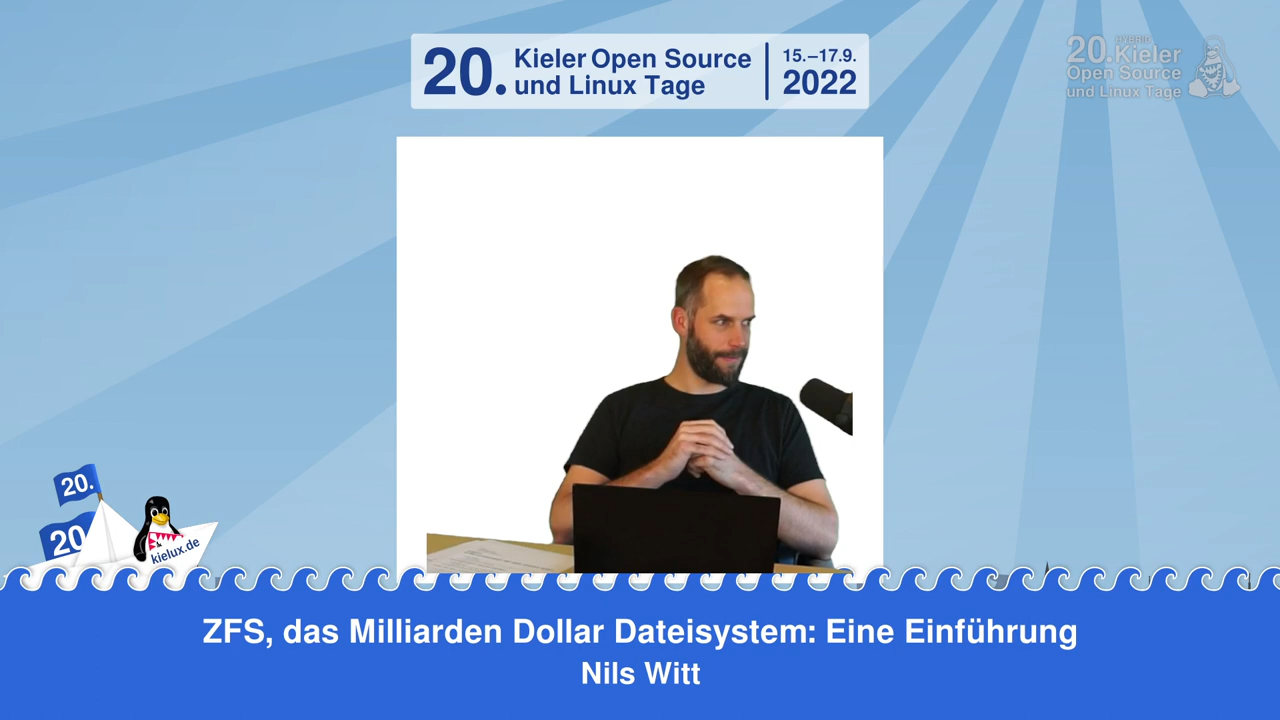 20. Kieler Open Source und Linux Tage
15.–17.9. 2022
HYBRID
20. Kieler
Open Source
und Linux Tage
20.
20
kielux.de
ZFS, das Milliarden Dollar Dateisystem: Eine Einführung
Nils Witt